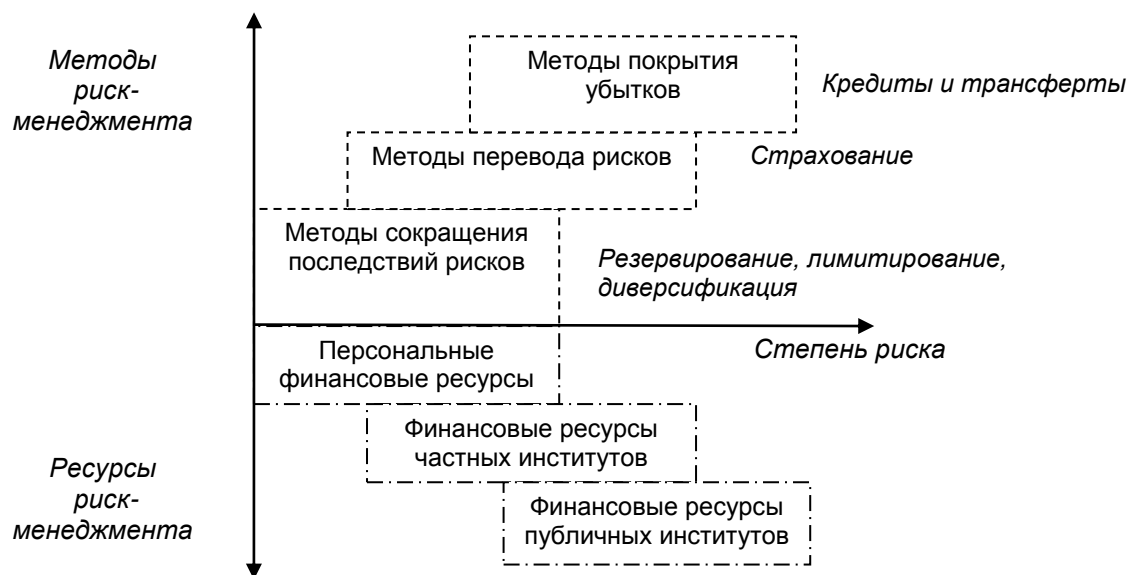 Методы
риск-
менеджмента
Методы покрытия
убытков
Кредиты и трансферты
Методы перевода рисков
Страхование
Методы сокращения
последствий рисков
Резервирование, лимитирование,
диверсификация
Степень риска
Персональные
финансовые ресурсы
Финансовые ресурсы
частных институтов
Ресурсы
риск-
менеджмента
Финансовые ресурсы
публичных институтов